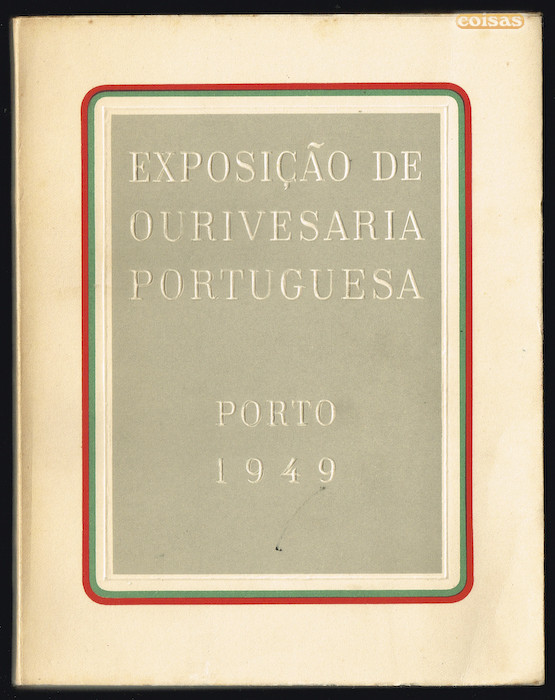 coisas
EXPOSIÇÃO DE
OURIVESARIA
PORTUGUESA
PORTO
1949